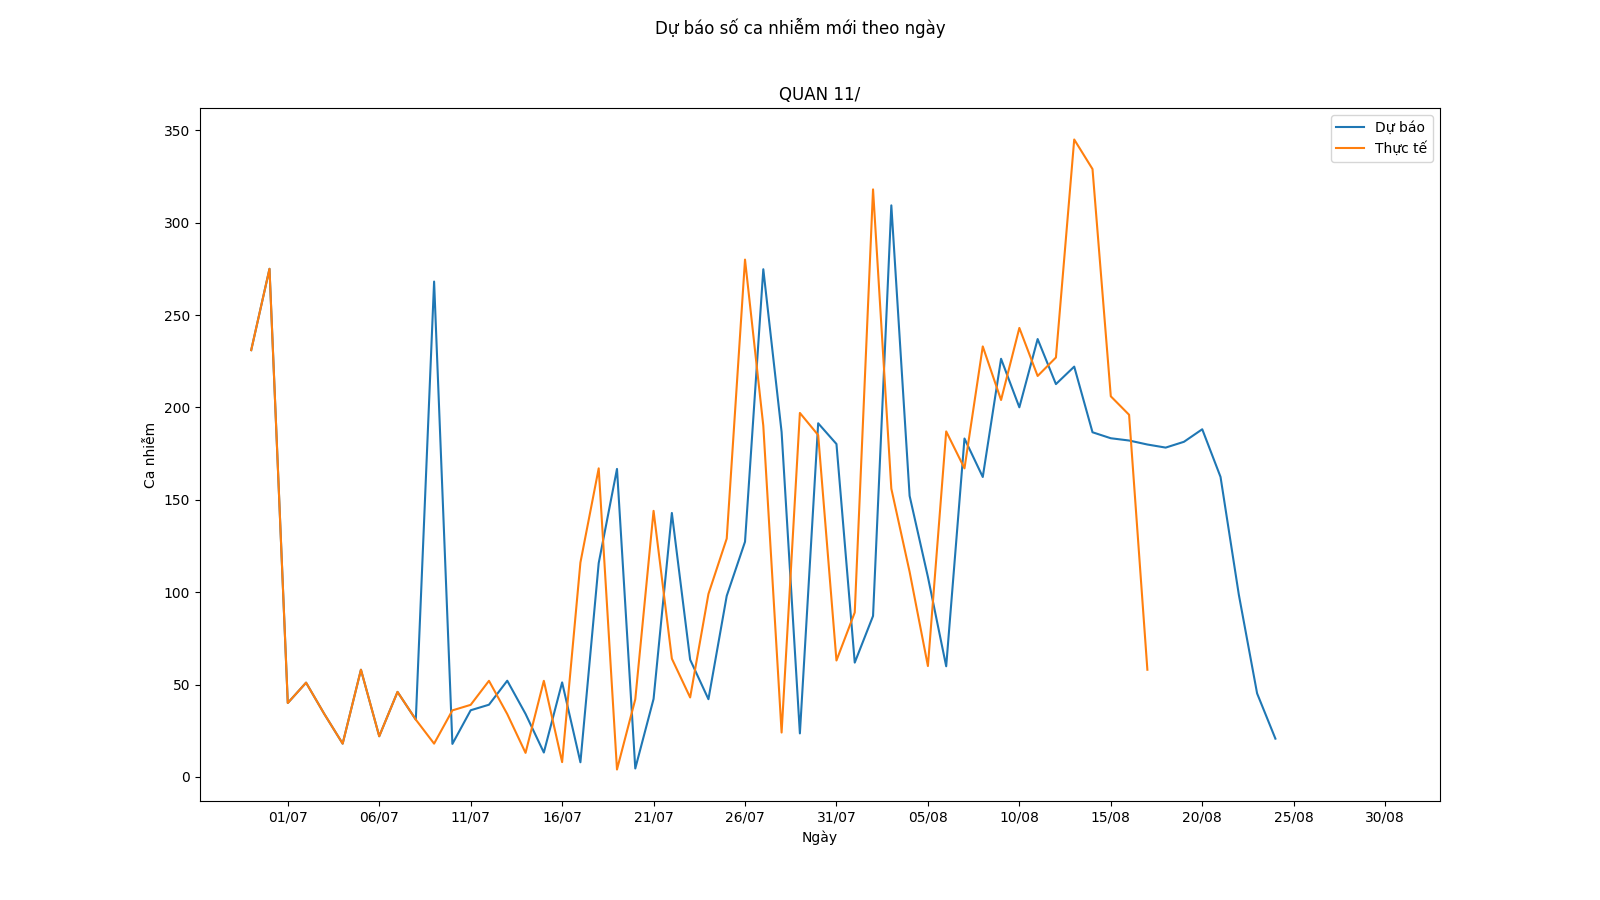 Dự báo số ca nhiễm mới theo ngày
QUAN 11/
Dự báo
Thực tế
350
300
250
200
150
100
50
0
Ca nhiễm
01/07 06/07 11/07 16/07 21/07 26/07 31/07 05/08 10/08 15/08 20/08 25/08 30/08
Ngày